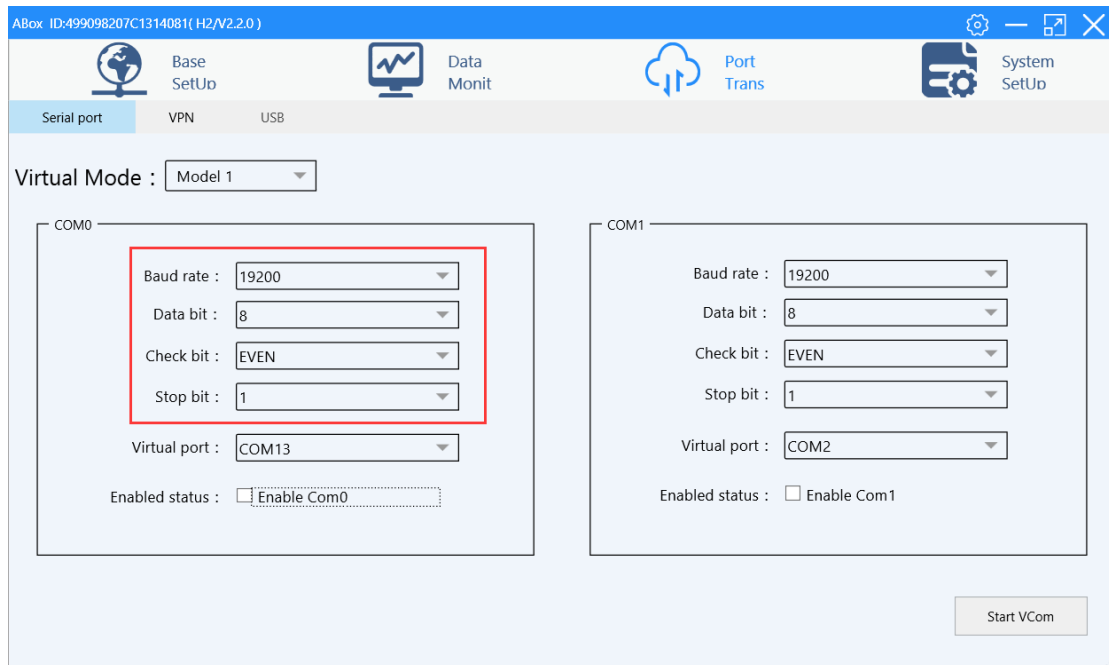 ABox ID:499098207C1314081( H2/V2.2.0 )
Base
SetUp
Data
Monit
Port
Trans
System
SetUp
Serial port VPN USB
Virtual Mode : Model 1
COM0
Baud rate : 19200
Data bit : 8
Check bit : EVEN
Stop bit : 1
Virtual port : COM13
Enabled status : Enable Com0
COM1
Baud rate : 19200
Data bit : 8
Check bit : EVEN
Stop bit : 1
Virtual port : COM2
Enabled status : Enable Com1
Start VCom